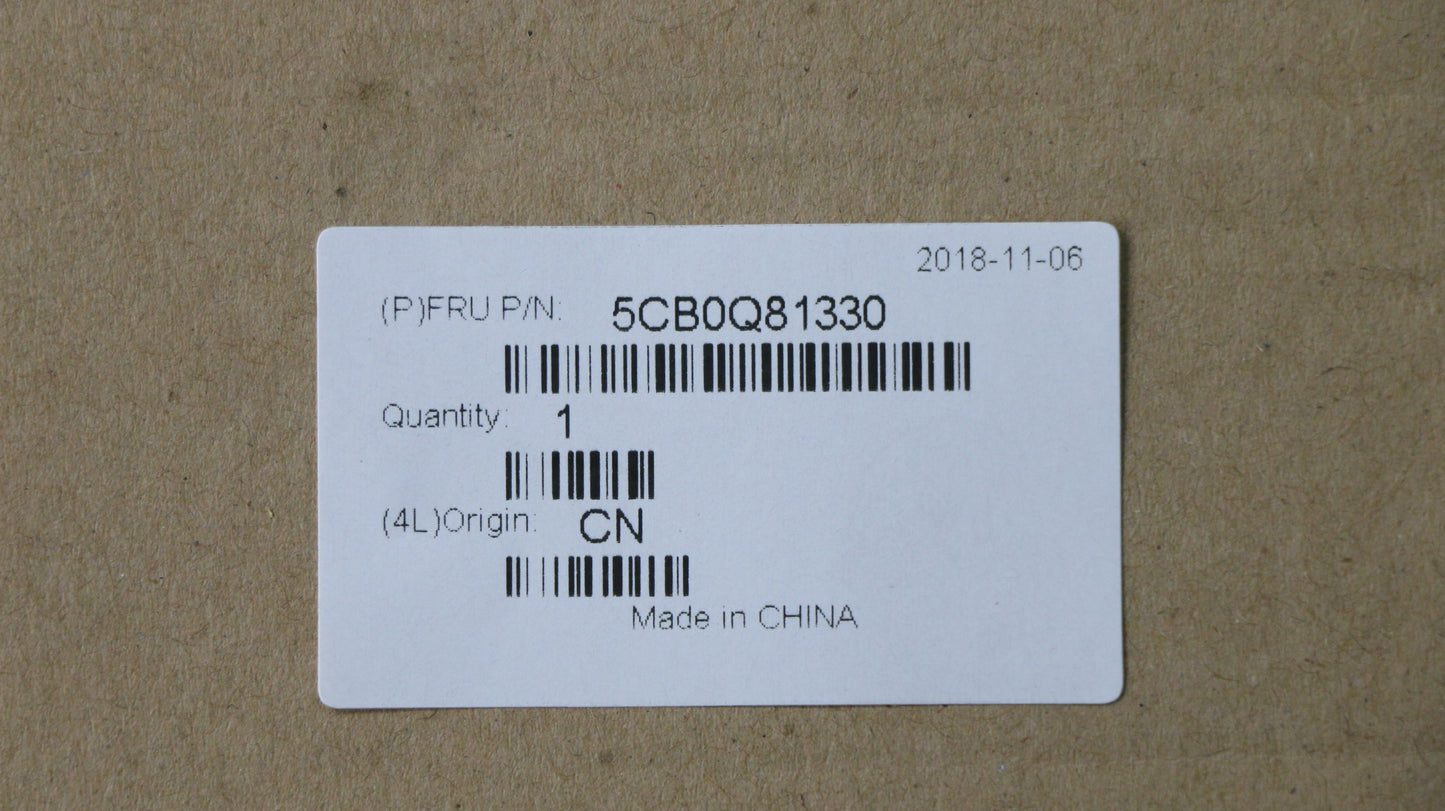 2018-11-06
(P)FRU P/N: 5CB0Q81330
Quantity: 1
(4L)Origin: CN
Made in CHINA